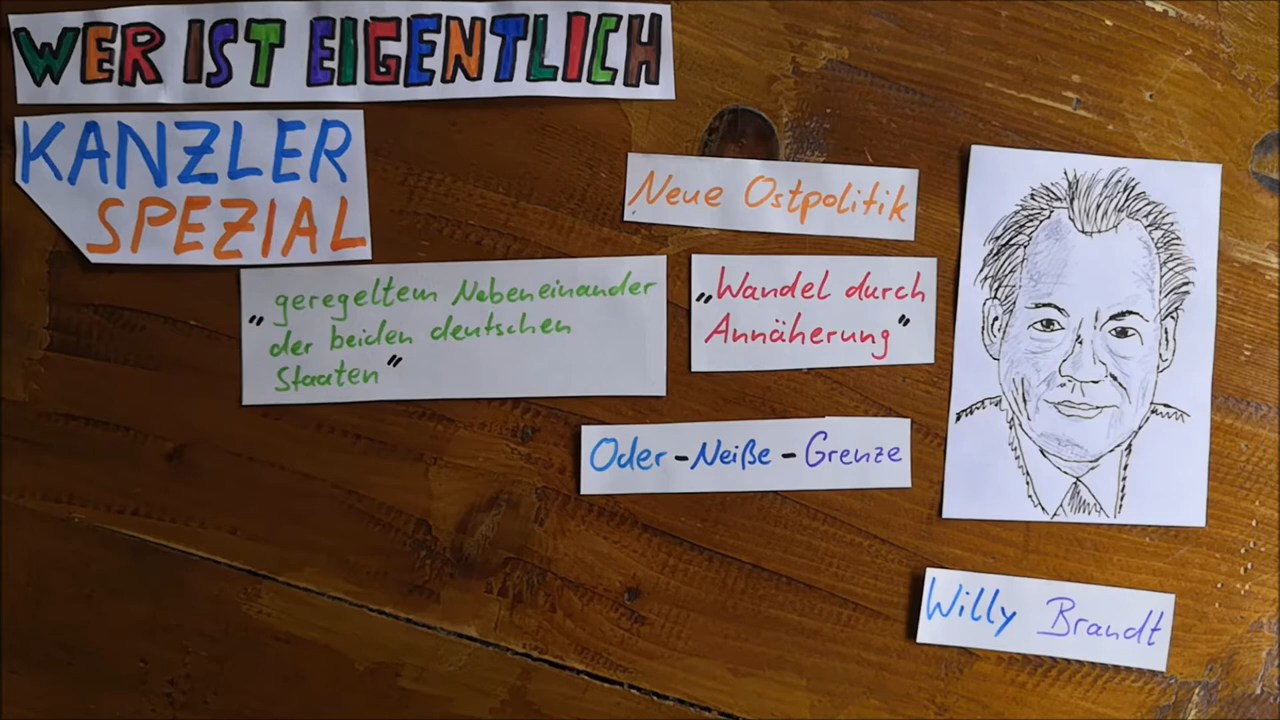 WER IST EIGENTLICH
KANZLER
SPEZIAL
Neue Ostpolitik
„geregeltem Nebeneinander
der beiden deutschen
Staaten"
„Wandel durch
Annäherung"
Oder-Neiße-Grenze
Willy Brandt